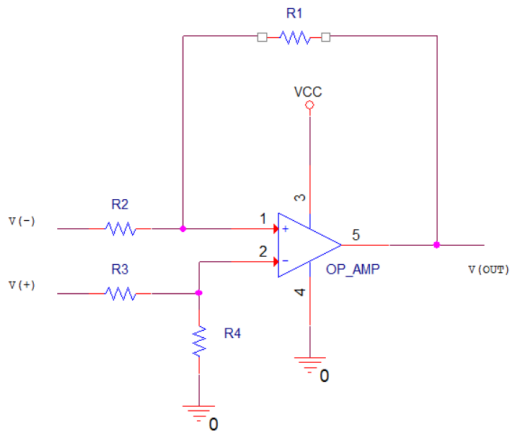 R1
VCC
R2
3
V(-)
1
+
5
2
-
R3
OP_AMP
V(OUT)
V(+)
4
R4
0
0